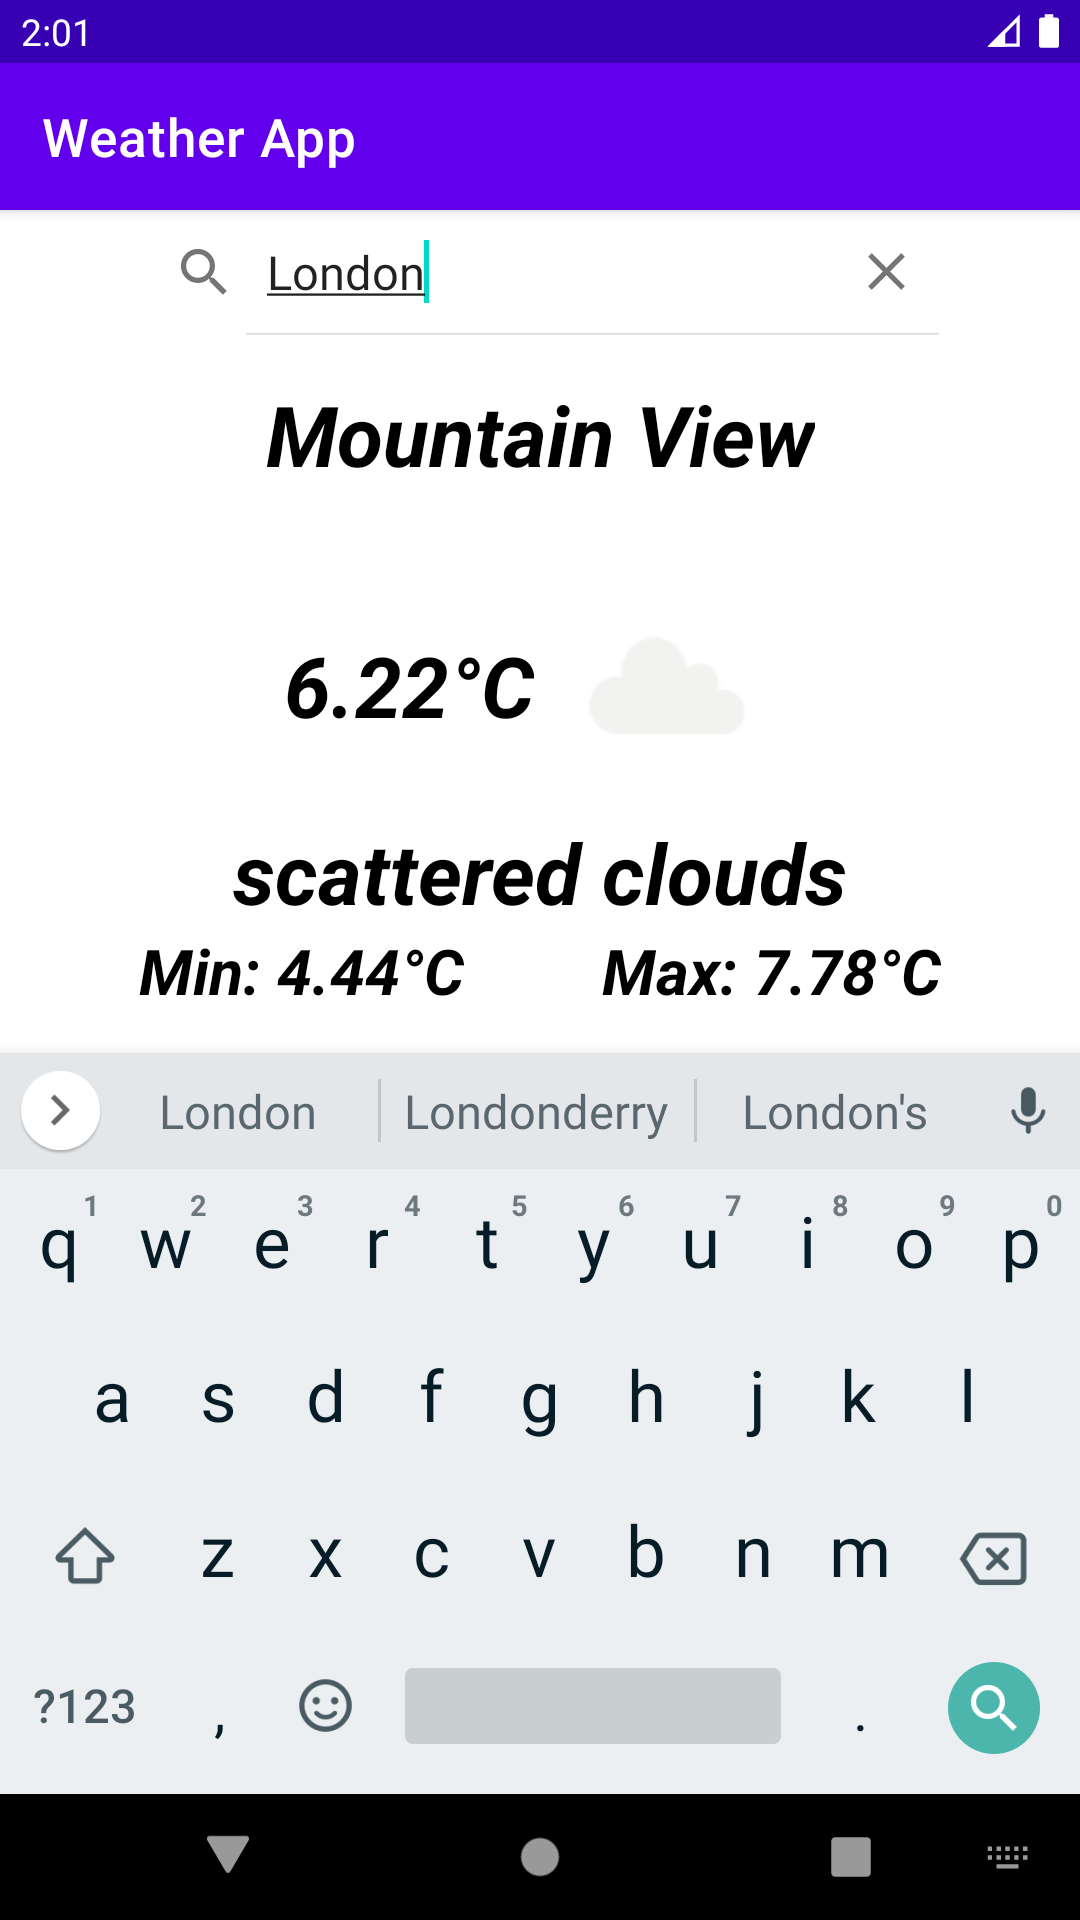 2:01
Weather App
London
Mountain View
6.22°C
scattered clouds
Min: 4.44°C Max: 7.78°C
London Londonderry London's
1 2 3 4 5 6 7 8 9 0
q w e r t y u i o p
a s d f g h j k l
z x c v b n m
?123 , .